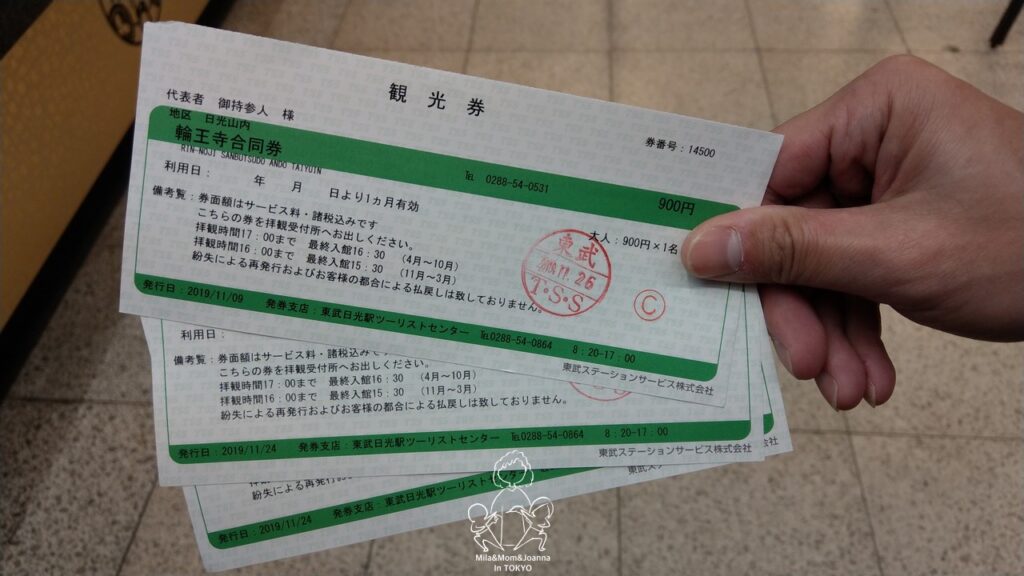 観光券
代表者 御持参人 様
券番号:14500
地区 日光山内
輪王寺合同券
RIN-NOJI SANBUTSUDO ANDO TAIYUIN
℡ 0288-54-0531
900円
利用日: 年 月 日より1ヵ月有効
大人:900円×1名
備考覧:券面額はサービス料・諸税込みです
こちらの券を拝観受付所へお出しください。
拝観時間17:00まで 最終入館16:30 (4月~10月)
拝観時間16:00まで 最終入館15:30 (11月~3月)
紛失による再発行およびお客様の都合による払戻しは致しておりません。
東武
2019.11.26
T・S・S
C
発行日:2019/11/09 発券支店:東武日光駅ツーリストセンター ℡0288-54-0864 8:20-17:00
東武ステーションサービス株式会社
利用日:
備考覧:券面額はサービス料・諸税込みで
こちらの券を拝観受付所へお出しください。
拝観時間17:00まで 最終入館16:30 (4月~10月)
拝観時間16:00まで 最終入館15:30 (11月~3月)
紛失による再発行およびお客様の都合による払戻しは致しておりません。
発行日:2019/11/24 発券支店:東武日光駅ツーリストセンター ℡0288-54-0864 8:20-17:00
東武ステーションサービス株式会社
紛失による再発行
発行日:2019/11/24 発券支店:東武日光駅ツーリスト
東武ステーション
Mila&Mom&Joanna
In TOKYO